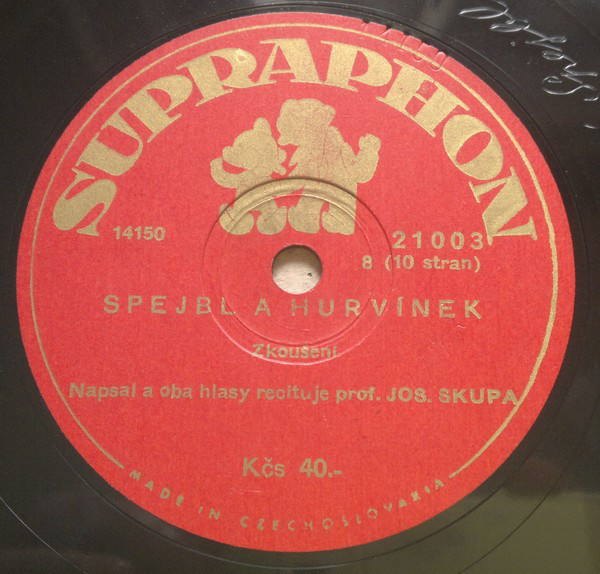 SUPRAPHON
14150
21003
8 (10 stran)
SPEJBL A HURVÍNEK
Zkoušení
Napsal a oba hlasy recituje prof. JOS. SKUPA
Kčs 40.-
MADE IN CZECHOSLOVAKIA